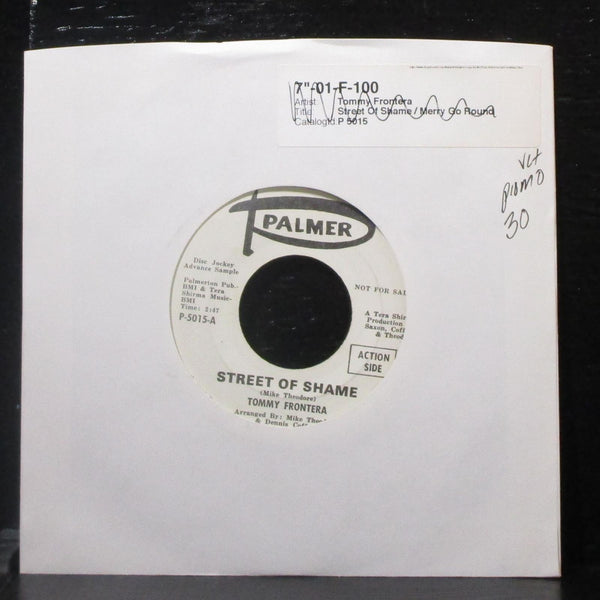 7"-01-F-100
Artist Tommy Frontera
Title Street Of Shame / Merry Go Round
CatalogId P 5015
promo
30
PALMER
Disc Jockey
Advance Sample
NOT FOR SAL
Palmerton Pub.-
BMI & Tera
Shirma Music-
BMI
Time: 2:47
P-5015-A
A Tera Shir
Production
Saxon, Coff
& Theod
ACTION
SIDE
STREET OF SHAME
(Mike Theodore)
TOMMY FRONTERA
Arranged By: Mike Theo
& Dennis Cof